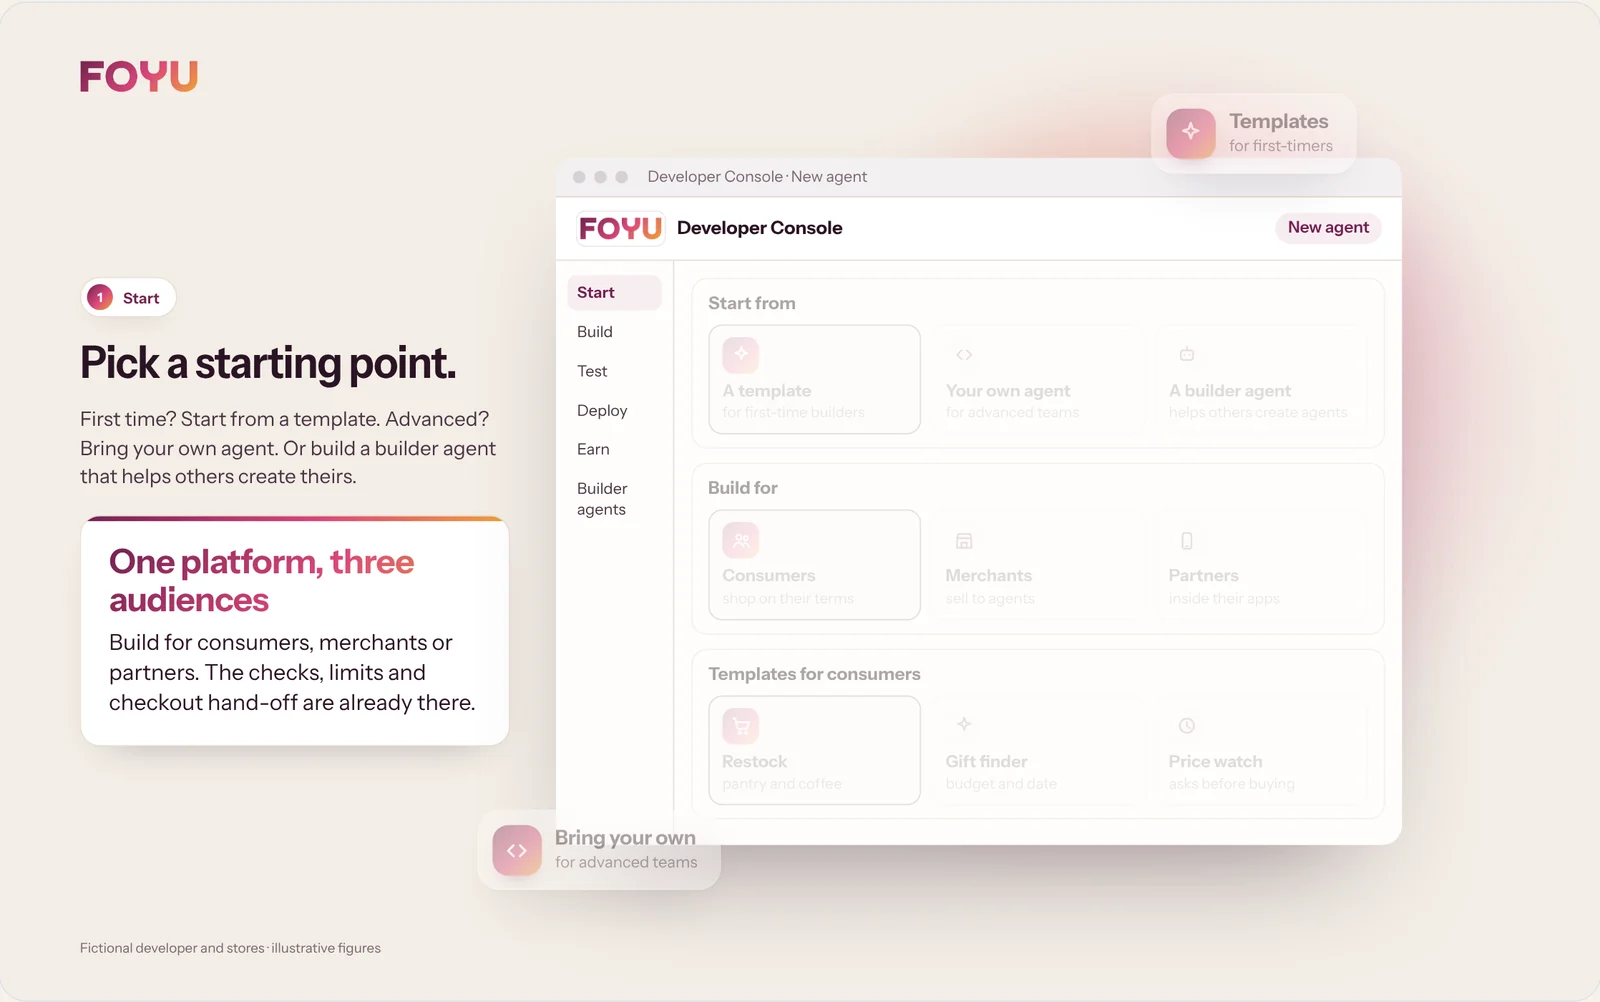 FOYU
1 Start
Pick a starting point.
First time? Start from a template. Advanced?
Bring your own agent. Or build a builder agent
that helps others create theirs.
One platform, three
audiences
Build for consumers, merchants or
partners. The checks, limits and
checkout hand-off are already there.
Templates
for first-timers
Developer Console · New agent
FOYU Developer Console
New agent
Start
Build
Test
Deploy
Earn
Builder
agents
Start from
A template
for first-time builders
Your own agent
for advanced teams
A builder agent
helps others create agents
Build for
Consumers
shop on their terms
Merchants
sell to agents
Partners
inside their apps
Templates for consumers
Restock
pantry and coffee
Gift finder
budget and date
Price watch
asks before buying
Bring your own
for advanced teams
Fictional developer and stores · illustrative figures